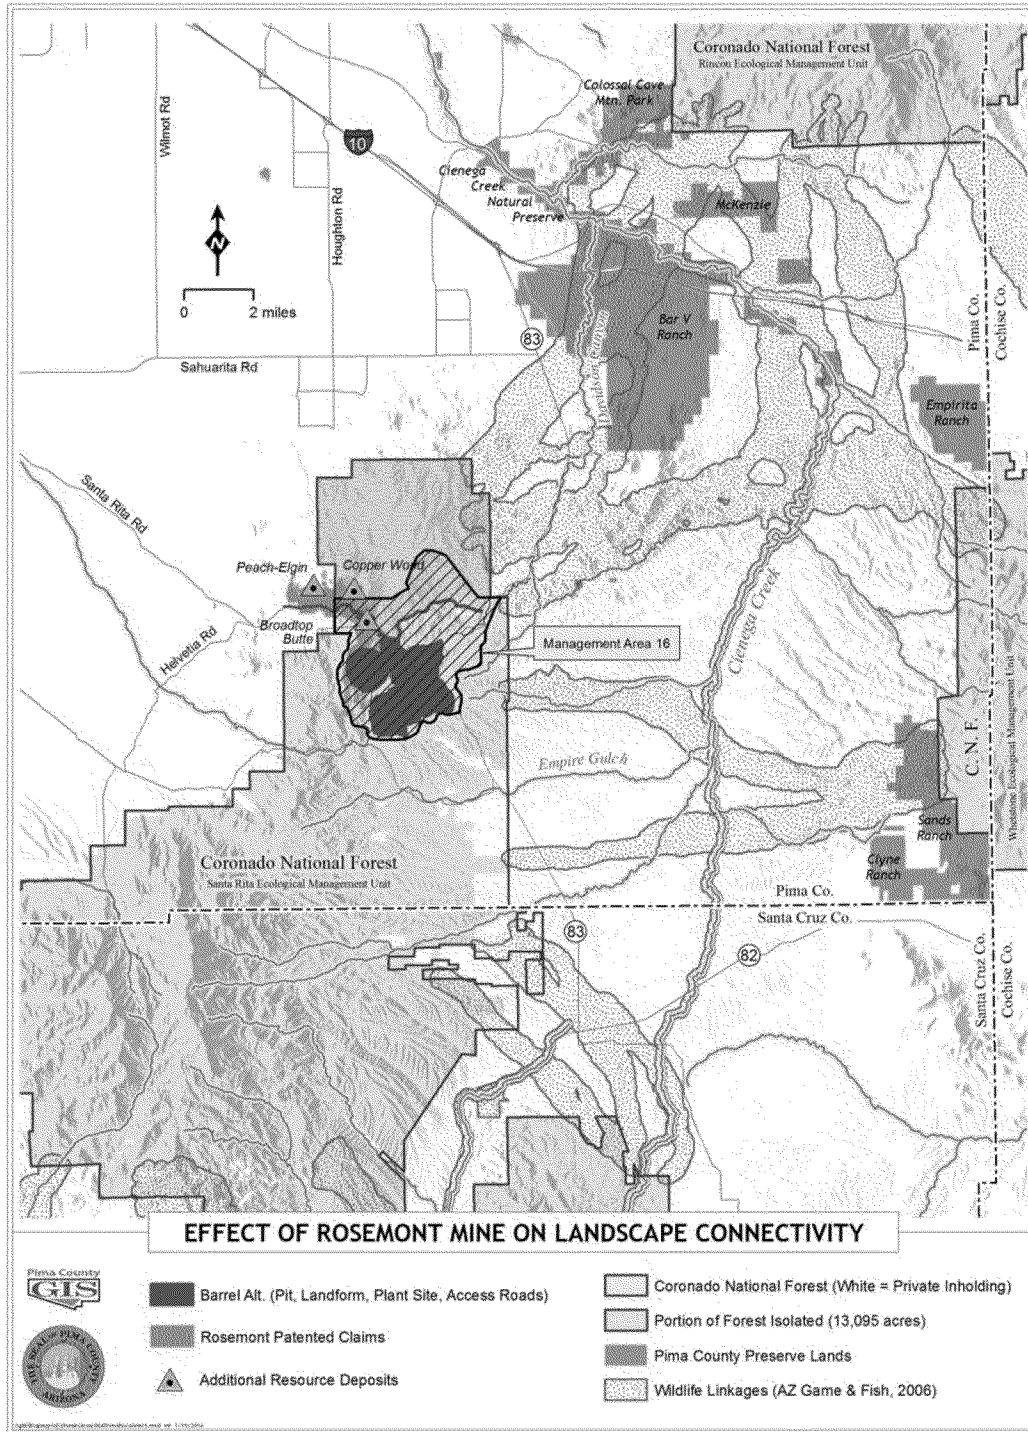 Coronado National Forest
Rincon Ecological Management Unit
Colossal Cave
Mtn. Park
Wilmot Rd
10
Cienega
Creek
Natural
Preserve
McKenzie
Houghton Rd
N
0 2 miles
83
Bar V
Ranch
Davidson Canyon
Pima Co.
Cochise Co.
Sahuarita Rd
Empirita
Ranch
Santa Rita Rd
Peach-Elgin
Copper World
Broadtop
Butte
Helvetia Rd
Management Area 16
Cienega Creek
Empire Gulch
C. N. F.
Whetstone Ecological Management Unit
Sands
Ranch
Clyne
Ranch
Coronado National Forest
Santa Rita Ecological Management Unit
Pima Co.
Santa Cruz Co.
83
82
Santa Cruz Co.
Cochise Co.
EFFECT OF ROSEMONT MINE ON LANDSCAPE CONNECTIVITY
Pima County
GIS
THE SEAL OF PIMA COUNTY
ARIZONA
Barrel Alt. (Pit, Landform, Plant Site, Access Roads)
Rosemont Patented Claims
Additional Resource Deposits
Coronado National Forest (White = Private Inholding)
Portion of Forest Isolated (13,095 acres)
Pima County Preserve Lands
Wildlife Linkages (AZ Game & Fish, 2006)